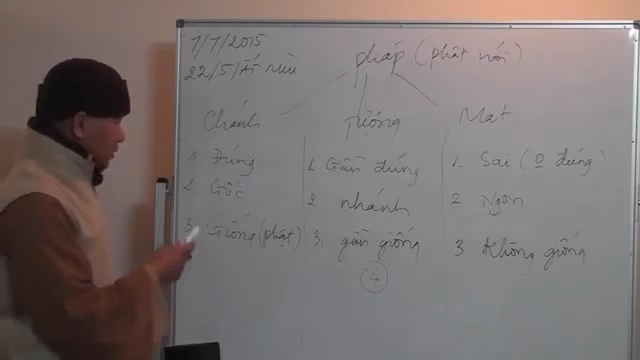 1/7/2015
22/5/Ất mùi
pháp (phật nói)
Chánh Tượng Mạt
1. Đúng 1. Gần đúng 1. Sai (0 đúng)
2. Gốc 2. nhánh 2 ngọn
3. Giống (phật) 3. gần giống 3 không giống
4